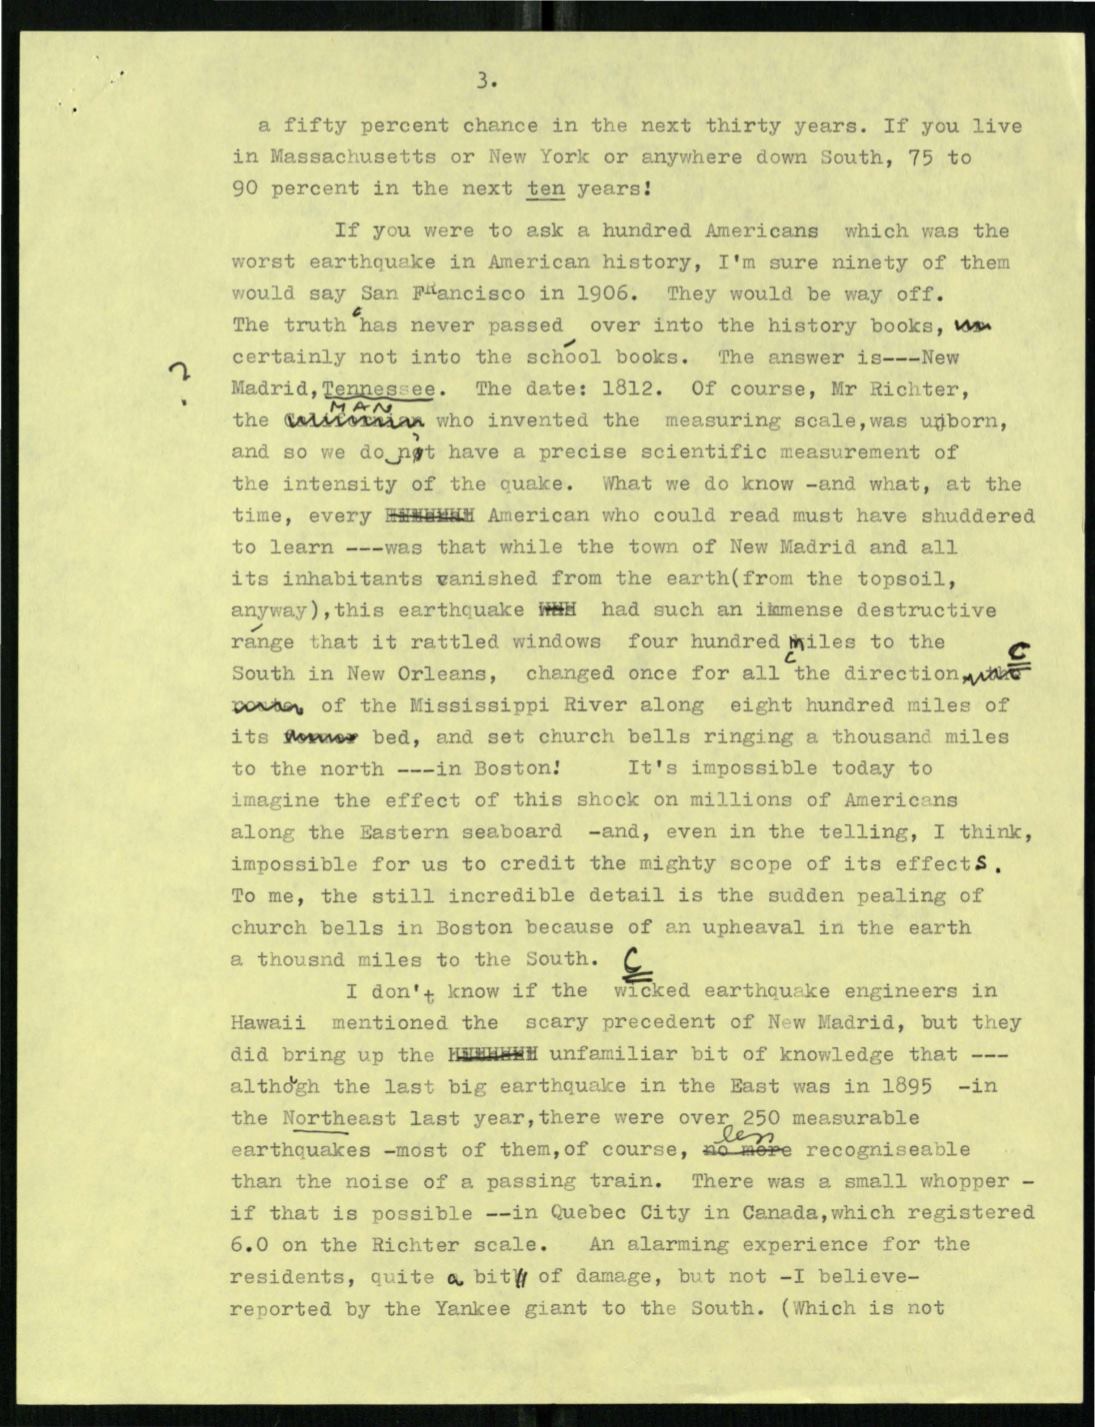 3.
a fifty percent chance in the next thirty years. If you live
in Massachusetts or New York or anywhere down South, 75 to
90 percent in the next ten years!
If you were to ask a hundred Americans which was the
worst earthquake in American history, I'm sure ninety of them
would say San Francisco in 1906. They would be way off.
The truth has never passed over into the history books,
certainly not into the school books. The answer is---New
?
Madrid, Tennessee. The date: 1812. Of course, Mr Richter,
MAN
the who invented the measuring scale,was unborn,
and so we do not have a precise scientific measurement of
the intensity of the quake. What we do know -and what, at the
time, every American who could read must have shuddered
to learn ---was that while the town of New Madrid and all
its inhabitants vanished from the earth(from the topsoil,
anyway),this earthquake had such an immense destructive
range that it rattled windows four hundred miles to the
C
South in New Orleans, changed once for all the direction
of the Mississippi River along eight hundred miles of
its bed, and set church bells ringing a thousand miles
to the north ---in Boston! It's impossible today to
imagine the effect of this shock on millions of Americans
along the Eastern seaboard -and, even in the telling, I think,
impossible for us to credit the mighty scope of its effects.
To me, the still incredible detail is the sudden pealing of
church bells in Boston because of an upheaval in the earth
a thousnd miles to the South.
C
I don't know if the wicked earthquake engineers in
Hawaii mentioned the scary precedent of New Madrid, but they
did bring up the unfamiliar bit of knowledge that ---
although the last big earthquake in the East was in 1895 -in
the Northeast last year,there were over 250 measurable
less
earthquakes -most of them,of course, no more recogniseable
than the noise of a passing train. There was a small whopper -
if that is possible --in Quebec City in Canada,which registered
6.0 on the Richter scale. An alarming experience for the
residents, quite a bit of damage, but not -I believe-
reported by the Yankee giant to the South. (Which is not